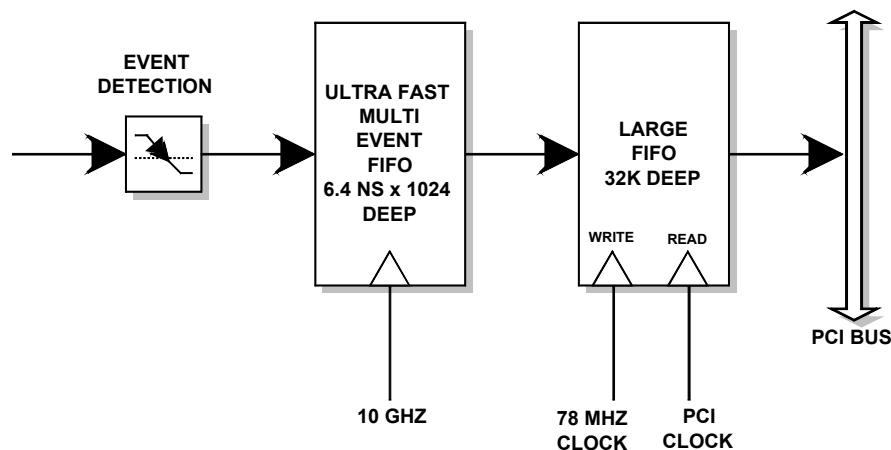 EVENT
DETECTION
ULTRA FAST
MULTI
EVENT
FIFO
6.4 NS x 1024
DEEP
LARGE
FIFO
32K DEEP
WRITE
READ
PCI BUS
10 GHZ
78 MHZ
CLOCK
PCI
CLOCK